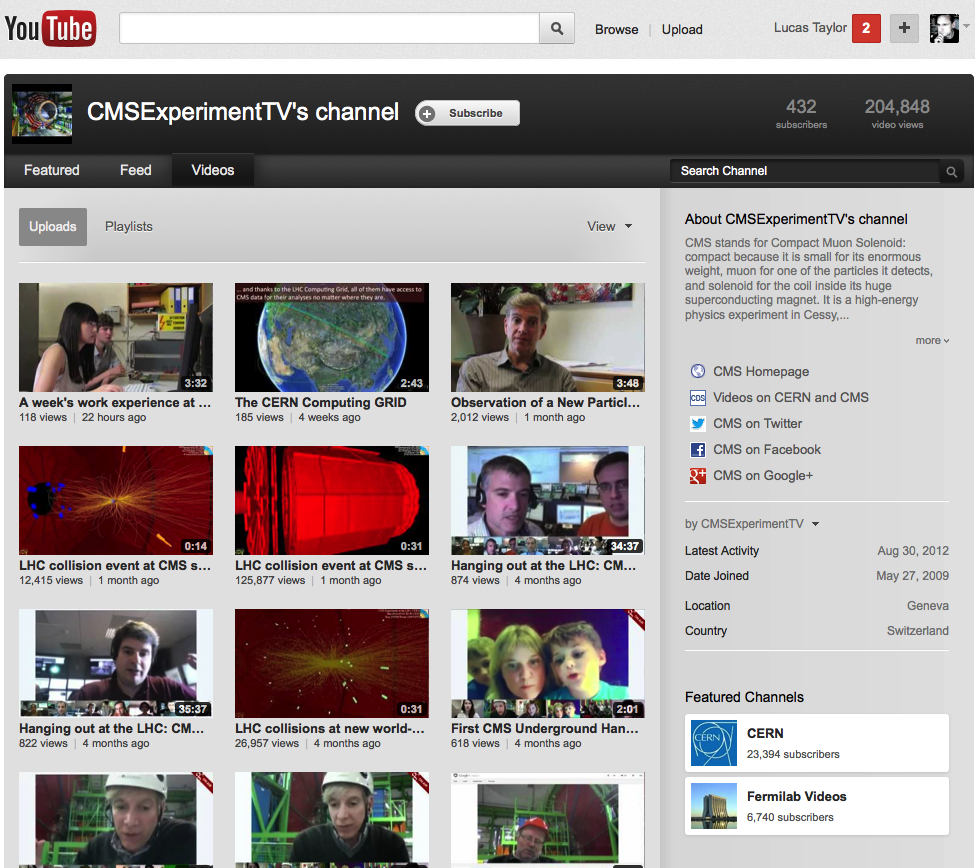 YouTube
Browse
Upload
Lucas Taylor
2
+
CMSExperimentTV's channel
Subscribe
432
subscribers
204,848
video views
Featured
Feed
Videos
Search Channel
Uploads
Playlists
View
3:32
A week's work experience at ...
118 views | 22 hours ago
... and thanks to the LHC Computing Grid, all of them have access to
CMS data for their analyses no matter where they are.
2:43
The CERN Computing GRID
185 views | 4 weeks ago
3:48
Observation of a New Particl...
2,012 views | 1 month ago
0:14
LHC collision event at CMS s...
12,415 views | 1 month ago
0:31
LHC collision event at CMS s...
125,877 views | 1 month ago
34:37
Hanging out at the LHC: CM...
874 views | 4 months ago
35:37
Hanging out at the LHC: CM...
822 views | 4 months ago
0:31
LHC collisions at new world-...
26,957 views | 4 months ago
2:01
First CMS Underground Han...
618 views | 4 months ago
About CMSExperimentTV's channel
CMS stands for Compact Muon Solenoid:
compact because it is small for its enormous
weight, muon for one of the particles it detects,
and solenoid for the coil inside its huge
superconducting magnet. It is a high-energy
physics experiment in Cessy,...
more
CMS Homepage
CDS
Videos on CERN and CMS
CMS on Twitter
CMS on Facebook
CMS on Google+
by CMSExperimentTV
Latest Activity Aug 30, 2012
Date Joined May 27, 2009
Location Geneva
Country Switzerland
Featured Channels
CERN
CERN
23,394 subscribers
Fermilab Videos
6,740 subscribers